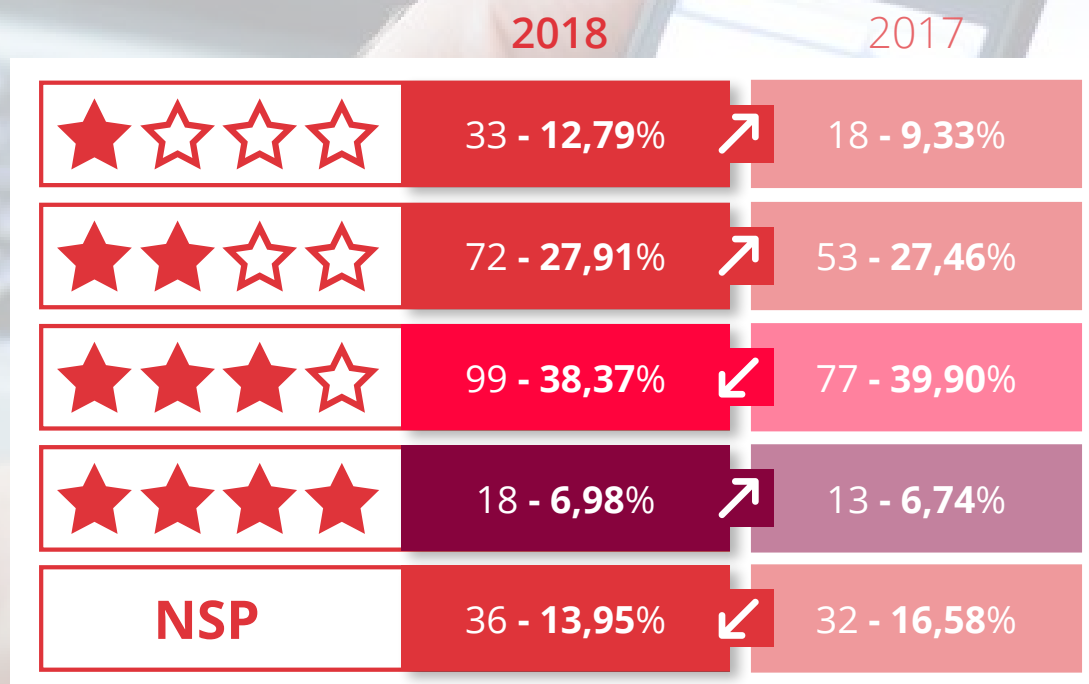 2018 2017
33 - 12,79% 18 - 9,33%
72 - 27,91% 53 - 27,46%
99 - 38,37% 77 - 39,90%
18 - 6,98% 13 - 6,74%
NSP 36 - 13,95% 32 - 16,58%